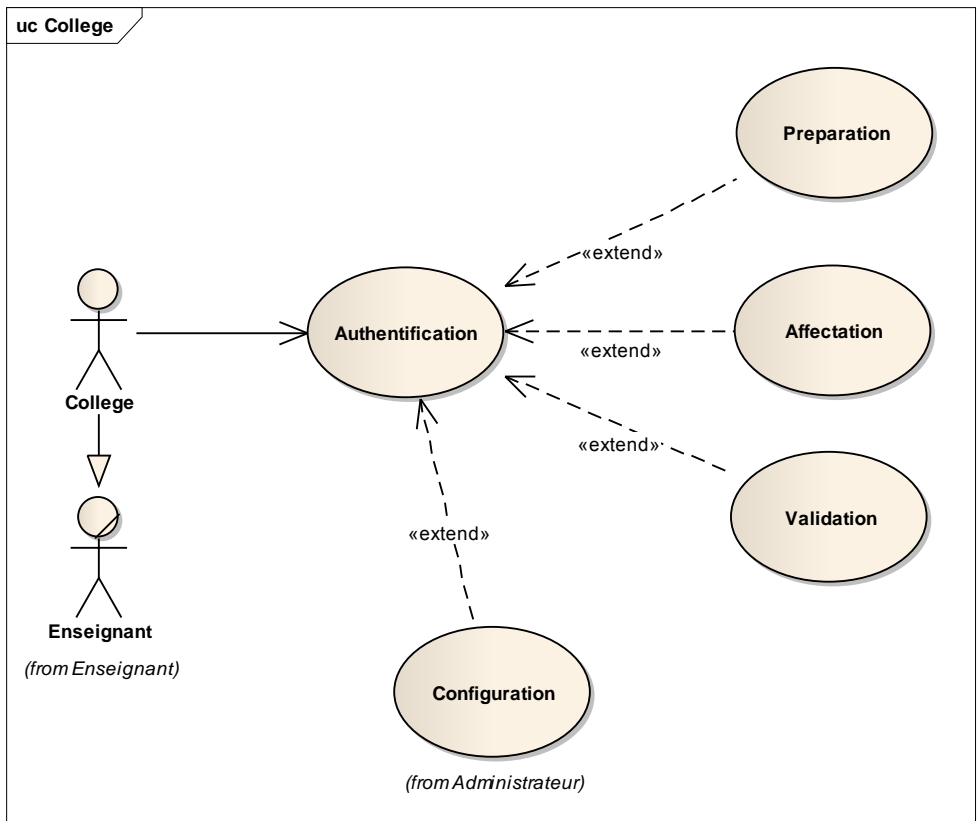 uc College
Preparation
«extend»
Authentification
Affectation
«extend»
College
«extend»
Validation
«extend»
Enseignant
(from Enseignant)
Configuration
(from Administrateur)